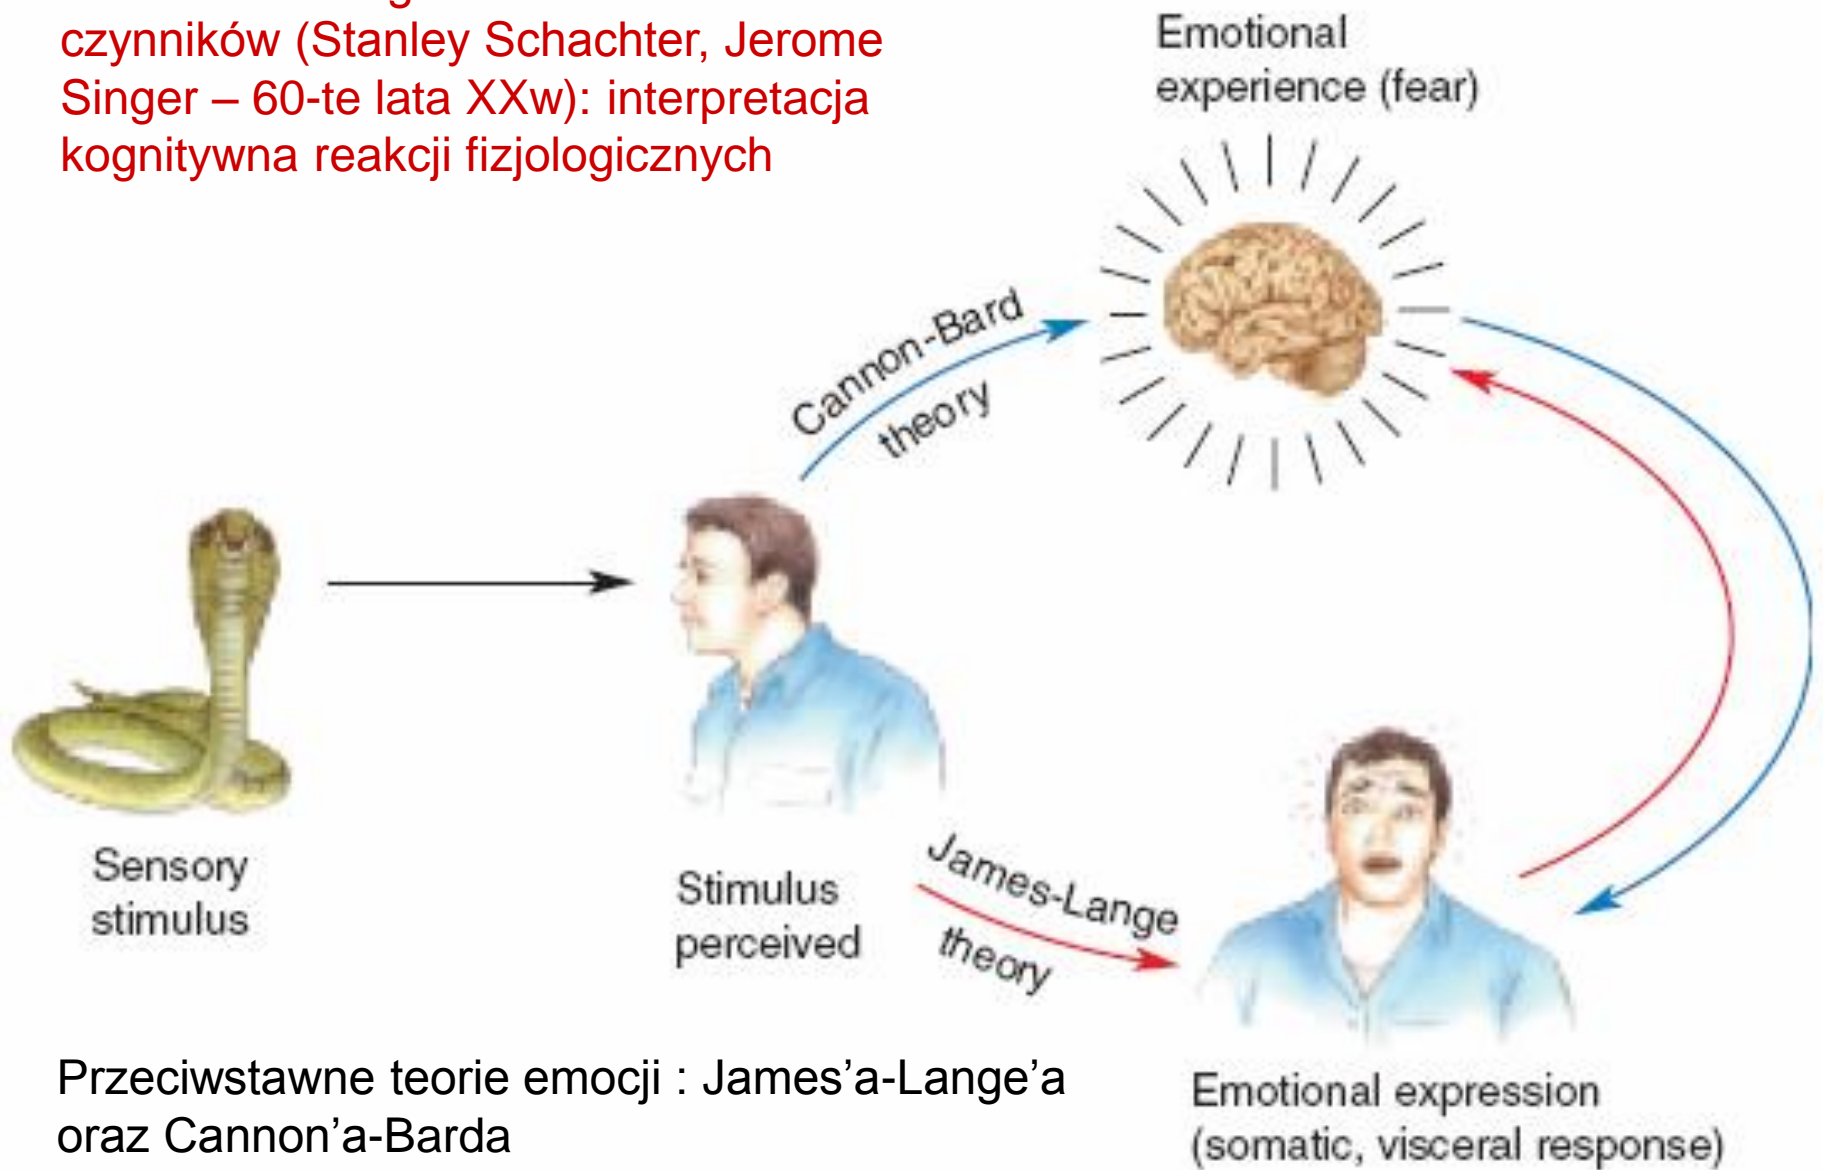 czynników (Stanley Schachter, Jerome
Singer – 60-te lata XXw): interpretacja
kognitywna reakcji fizjologicznych
Emotional
experience (fear)
Cannon-Bard
theory
Sensory
stimulus
Stimulus
perceived
James-Lange
theory
Emotional expression
(somatic, visceral response)
Przeciwstawne teorie emocji : James’a-Lange’a
oraz Cannon’a-Barda